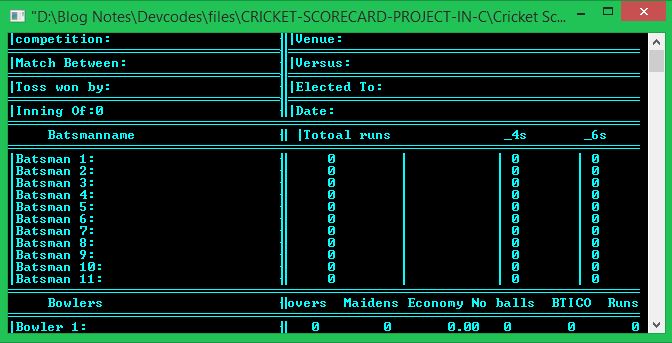 "D:\Blog Notes\Devcodes\files\CRICKET-SCORECARD-PROJECT-IN-C\Cricket Sc...
|competition: |Venue:
|Match Between: |Versus:
|Toss won by: |Elected To:
|Inning Of:0 |Date:
Batsmanname |Totoal runs _4s _6s
|Batsman 1: 0 | | 0 | 0
|Batsman 2: 0 | | 0 | 0
|Batsman 3: 0 | | 0 | 0
|Batsman 4: 0 | | 0 | 0
|Batsman 5: 0 | | 0 | 0
|Batsman 6: 0 | | 0 | 0
|Batsman 7: 0 | | 0 | 0
|Batsman 8: 0 | | 0 | 0
|Batsman 9: 0 | | 0 | 0
|Batsman 10: 0 | | 0 | 0
|Batsman 11: 0 | | 0 | 0
Bowlers overs Maidens Economy No balls BTICO Runs
|Bowler 1: 0 0 0.00 0 0 0